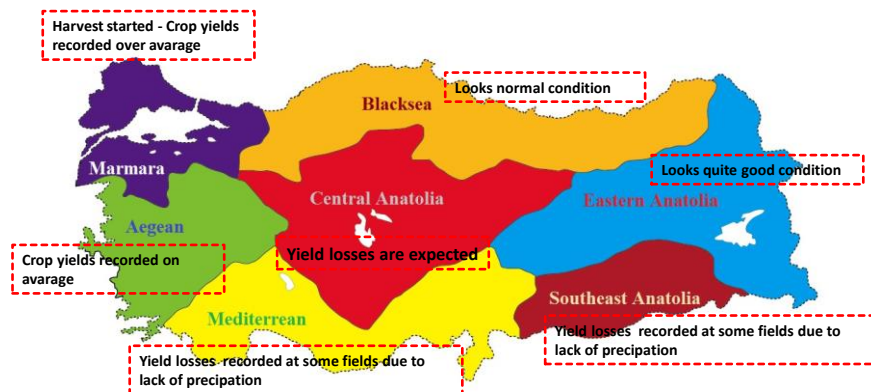 Harvest started - Crop yields
recorded over avarage
Looks normal condition
Blacksea
Marmara
Looks quite good condition
Central Anatolia
Eastern Anatolia
Aegean
Yield losses are expected
Crop yields recorded on
avarage
Southeast Anatolia
Mediterrean
Yield losses  recorded at some fields due to
lack of precipation
Yield losses  recorded at some fields due to
lack of precipation